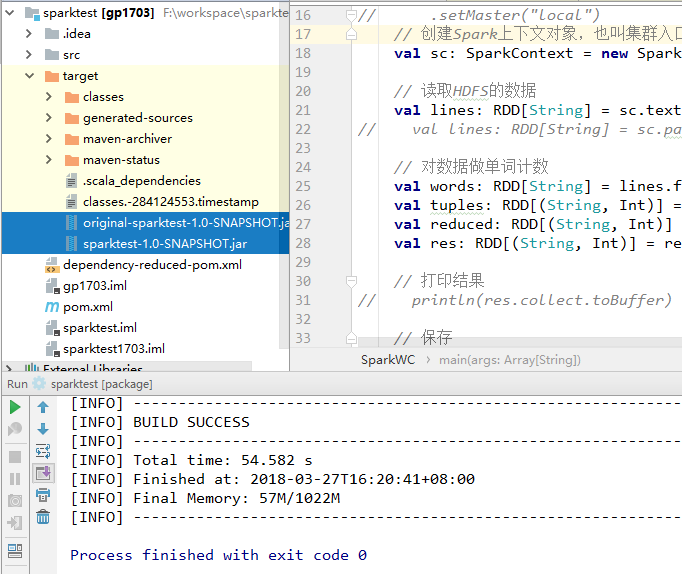 sparktest [gp1703] F:\workspace\sparkte
.idea
src
target
classes
generated-sources
maven-archiver
maven-status
.scala_dependencies
classes.-284124553.timestamp
original-sparktest-1.0-SNAPSHOT.ja
sparktest-1.0-SNAPSHOT.jar
dependency-reduced-pom.xml
gp1703.iml
pom.xml
sparktest.iml
sparktest1703.iml
External Libraries
16 // .setMaster("local")
17 // 创建Spark上下文对象，也叫集群入口
18 val sc: SparkContext = new Spark
19
20 // 读取HDFS的数据
21 val lines: RDD[String] = sc.text
22 // val lines: RDD[String] = sc.pa
23
24 // 对数据做单词计数
25 val words: RDD[String] = lines.f
26 val tuples: RDD[(String, Int)] =
27 val reduced: RDD[(String, Int)]
28 val res: RDD[(String, Int)] = re
29
30 // 打印结果
31 // println(res.collect.toBuffer)
32
33 // 保存
SparkWC main(args: Array[String])
Run sparktest [package]
[INFO] ------------------------------------------------------------------------
[INFO] BUILD SUCCESS
[INFO] ------------------------------------------------------------------------
[INFO] Total time: 54.582 s
[INFO] Finished at: 2018-03-27T16:20:41+08:00
[INFO] Final Memory: 57M/1022M
[INFO] ------------------------------------------------------------------------
Process finished with exit code 0